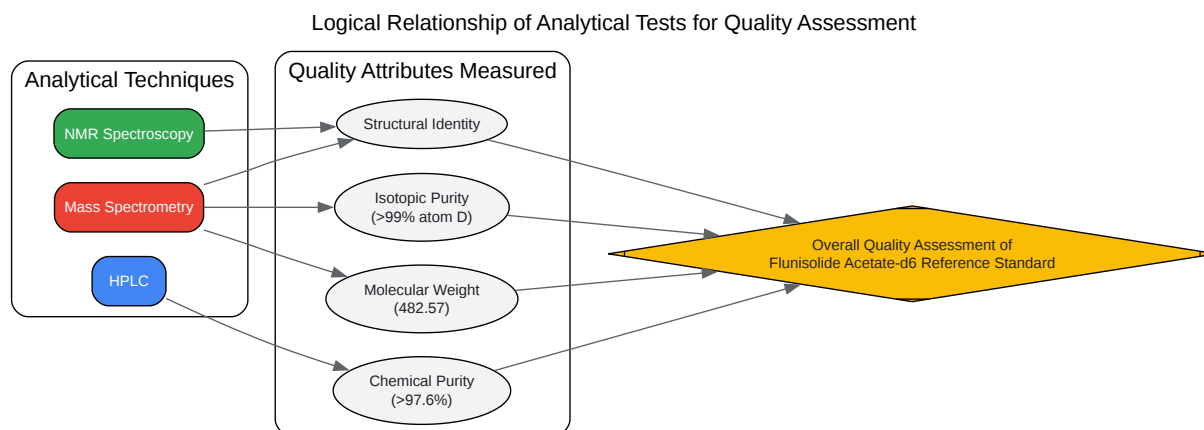 Logical Relationship of Analytical Tests for Quality Assessment
Analytical Techniques
NMR Spectroscopy
Mass Spectrometry
HPLC
Quality Attributes Measured
Structural Identity
Isotopic Purity
(>99% atom D)
Molecular Weight
(482.57)
Chemical Purity
(>97.6%)
Overall Quality Assessment of
Flunisolide Acetate-d6 Reference Standard